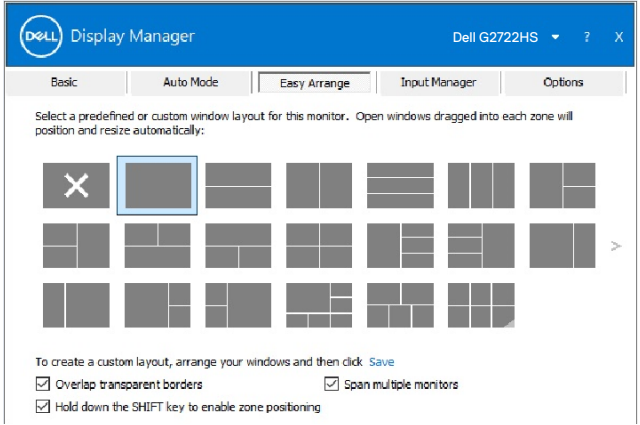 DELL Display Manager Dell G2722HS ? X
Basic Auto Mode Easy Arrange Input Manager Options
Select a predefined or custom window layout for this monitor. Open windows dragged into each zone will
position and resize automatically:
>
To create a custom layout, arrange your windows and then click Save
Overlap transparent borders Span multiple monitors
Hold down the SHIFT key to enable zone positioning